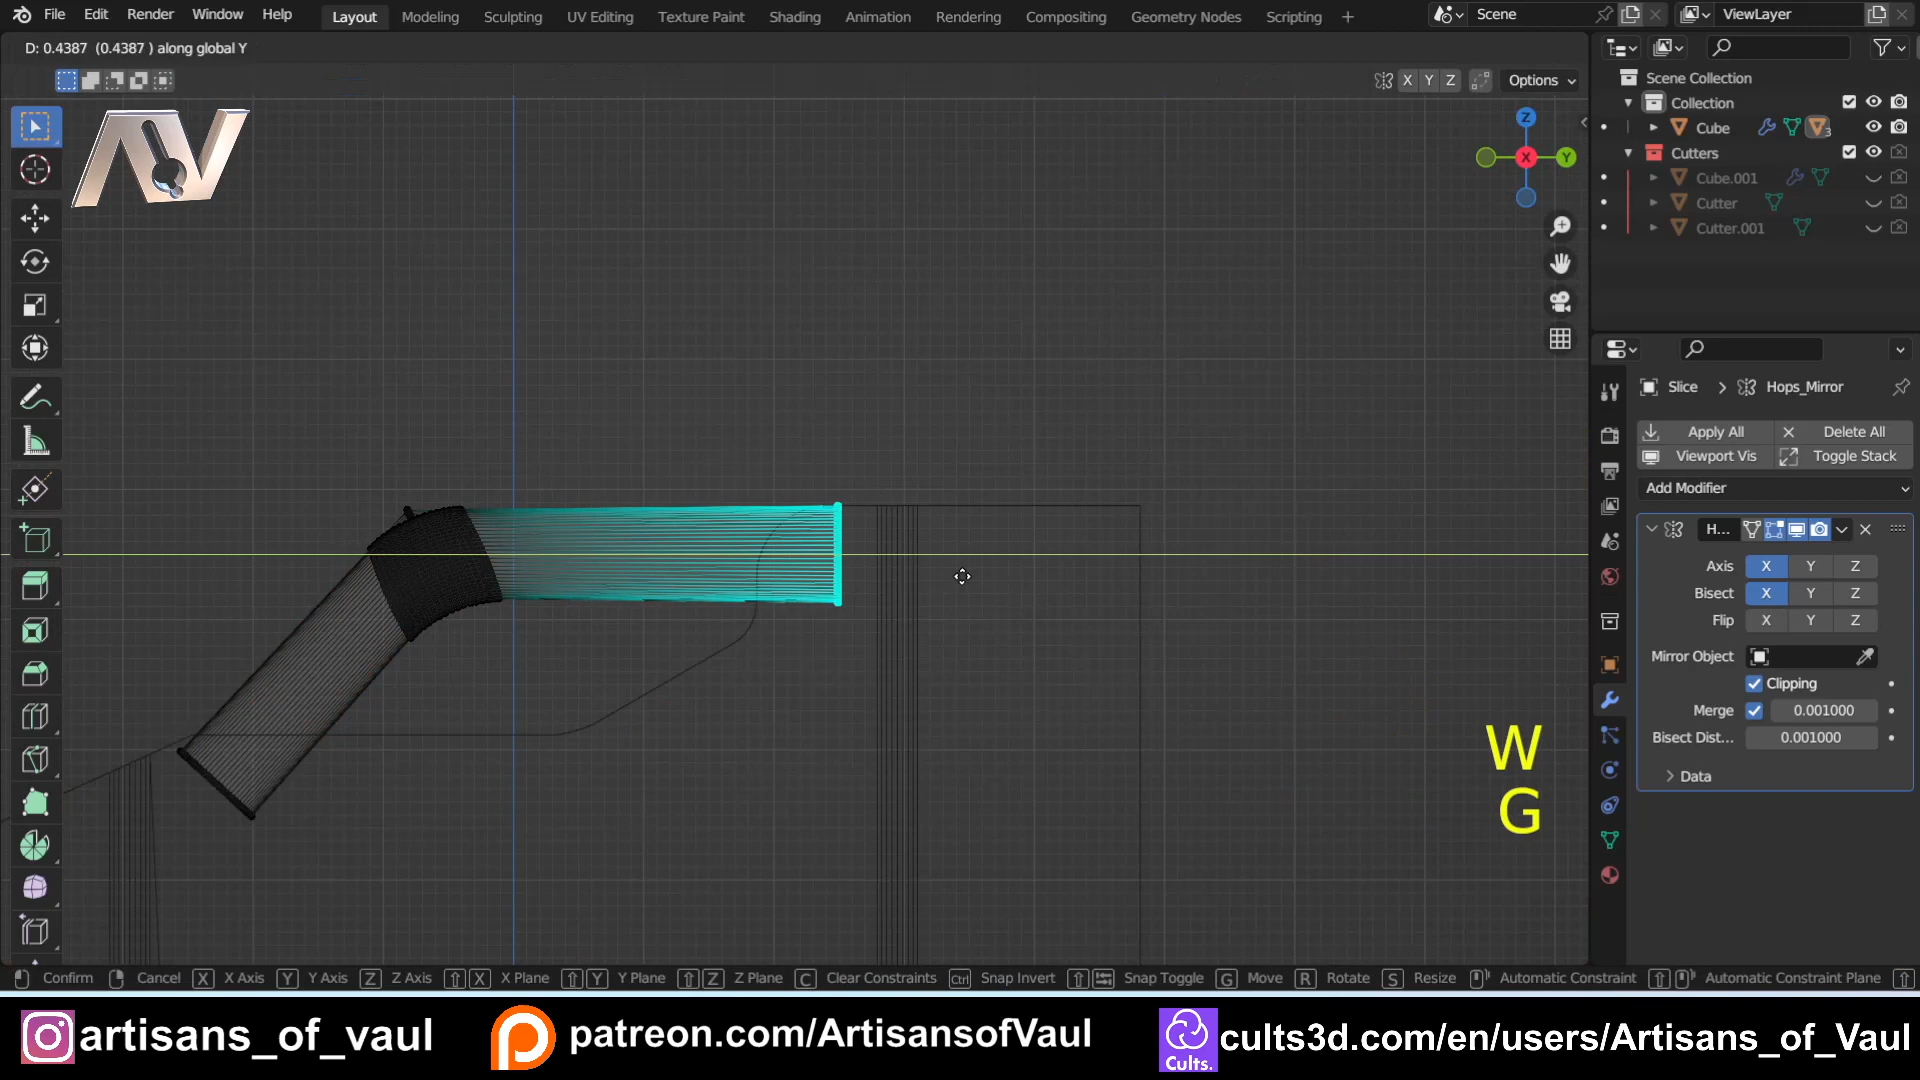 File Edit Render Window Help Layout Modeling Sculpting UV Editing Texture Paint Shading Animation Rendering Compositing Geometry Nodes Scripting + Scene ViewLayer
D: 0.4387 (0.4387 ) along global Y
X Y Z Options
Scene Collection
Collection
Cube 3
Cutters
Cube.001
Cutter
Cutter.001
AV
Z
X Y
Slice > Hops_Mirror
Apply All Delete All
Viewport Vis Toggle Stack
Add Modifier
H...
Axis X Y Z
Bisect X Y Z
Flip X Y Z
Mirror Object
Clipping
Merge 0.001000
Bisect Dist... 0.001000
Data
W
G
Confirm Cancel X X Axis Y Y Axis Z Z Axis X X Plane Y Y Plane Z Z Plane C Clear Constraints Ctrl Snap Invert Snap Toggle G Move R Rotate S Resize Automatic Constraint Automatic Constraint Plane
artisans_of_vaul patreon.com/ArtisansofVaul Cults. cults3d.com/en/users/Artisans_of_Vaul